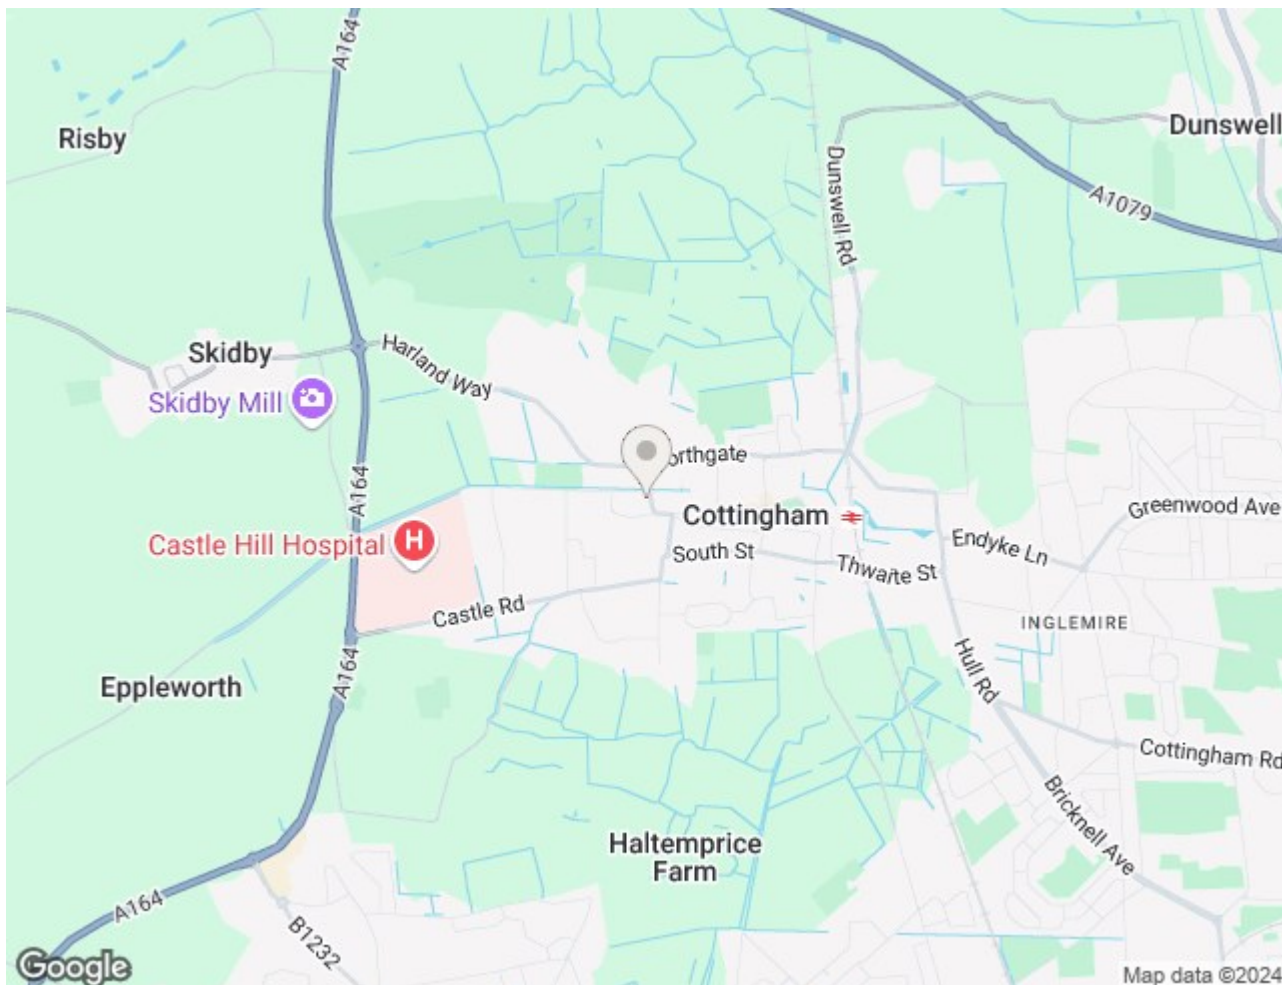 A164
Risby
Dunswell
Dunswell Rd
A1079
Skidby
Harland Way
Skidby Mill
orthgate
A164
Greenwood Ave
Cottingham
Castle Hill Hospital
H
South St
Endyke Ln
Thwaite St
Castle Rd
INGLEMIRE
A164
Eppleworth
Hull Rd
Cottingham Rd
Bricknell Ave
Haltemprice
Farm
A164
B1232
Google
Map data ©2024